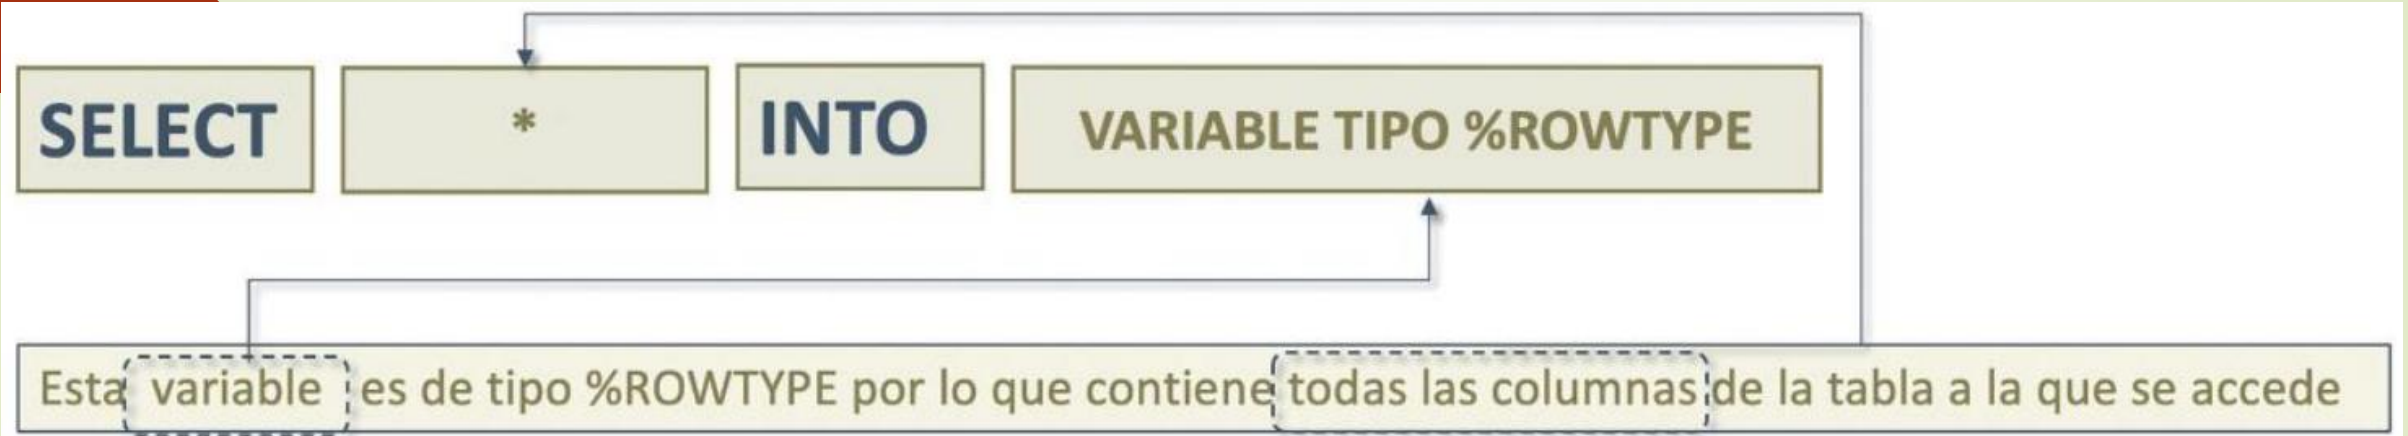 SELECT * INTO VARIABLE TIPO %ROWTYPE
Esta variable es de tipo %ROWTYPE por lo que contiene todas las columnas de la tabla a la que se accede